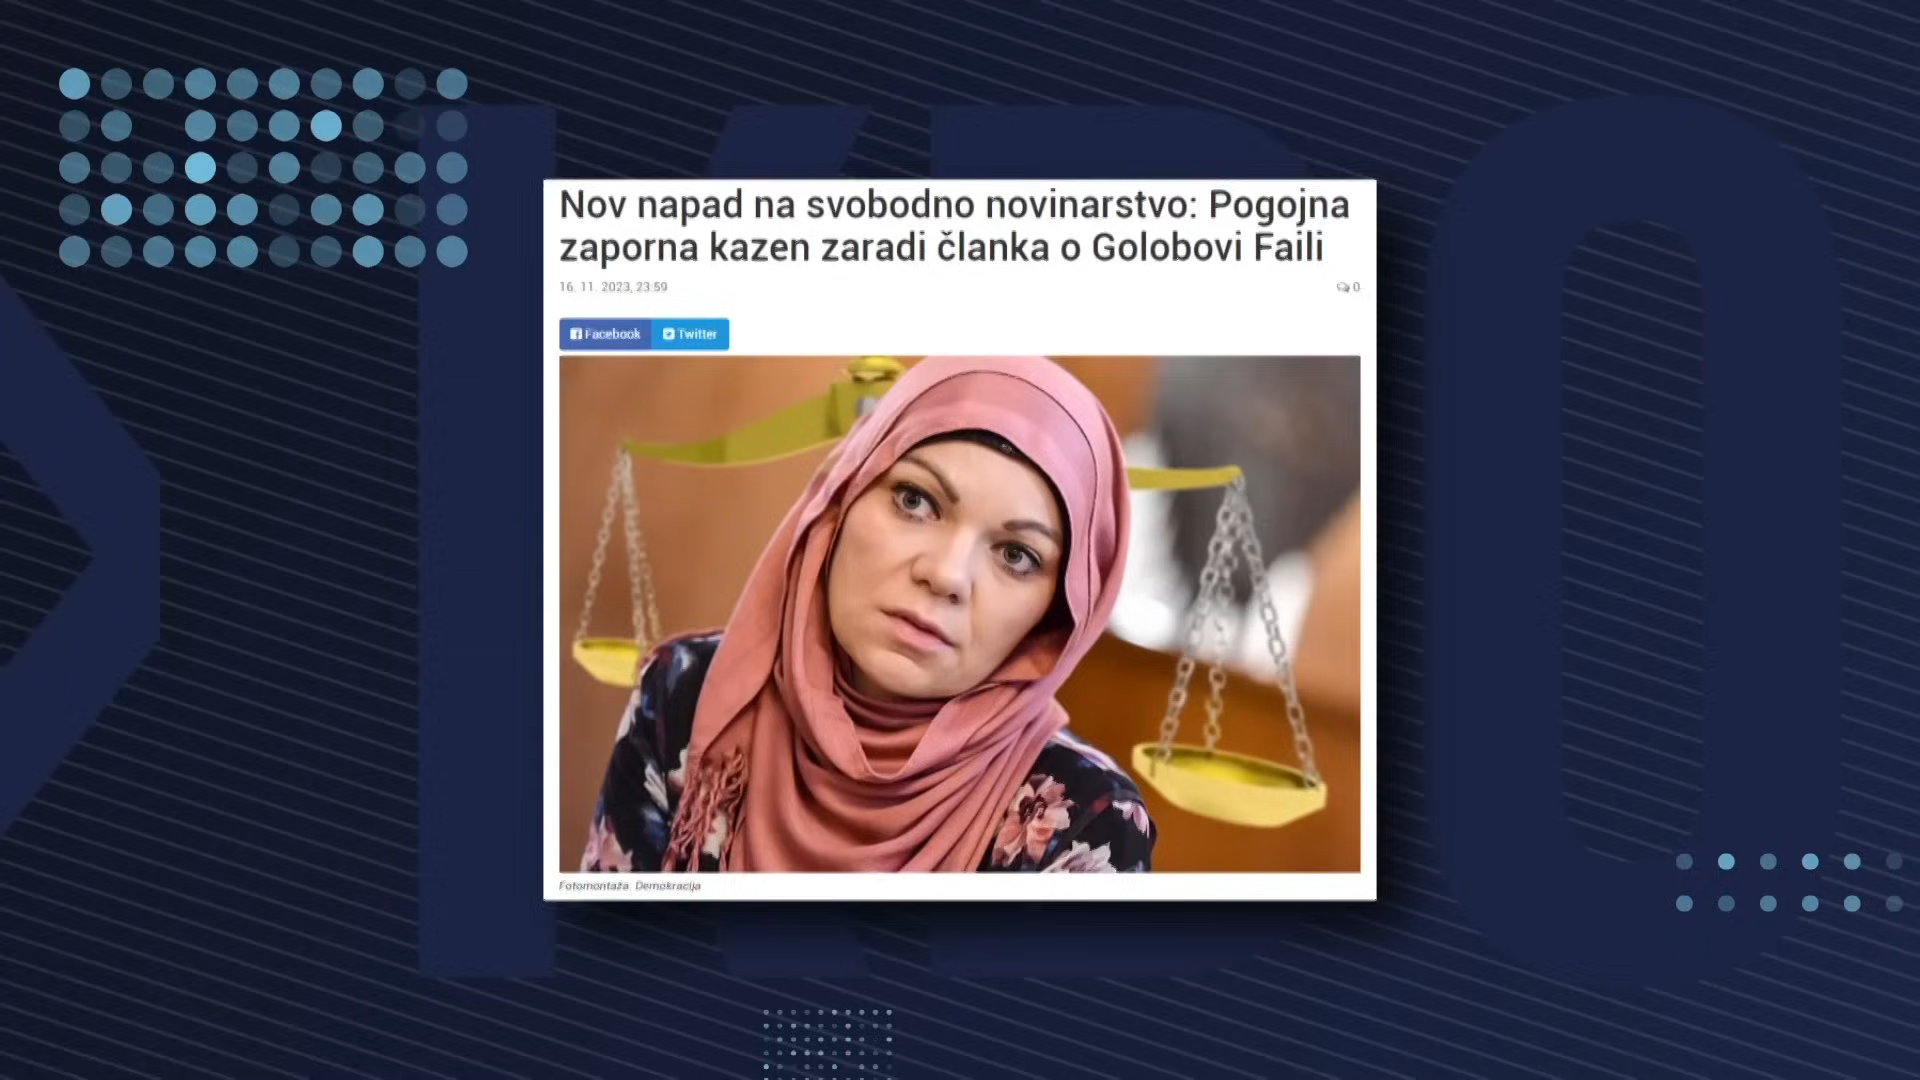 Nov napad na svobodno novinarstvo: Pogojna
zaporna kazen zaradi članka o Golobovi Faili
16. 11. 2023, 23:59
0
Facebook Twitter
Fotomontaža: Demokracija